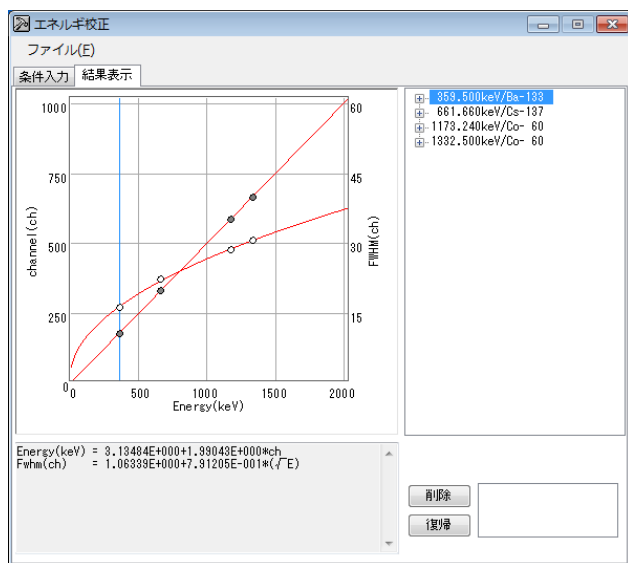 エネルギ校正
ファイル(F)
条件入力 結果表示
1000
750
500
250
0
channel(ch)
60
45
30
15
FWHM(ch)
0 500 1000 1500 2000
Energy(keV)
359.500keV/Ba-133
661.660keV/Cs-137
1173.240keV/Co- 60
1332.500keV/Co- 60
Energy(keV) = 3.13484E+000+1.99043E+000*ch
Fwhm(ch) = 1.06339E+000+7.91205E-001*(√E)
削除
復帰